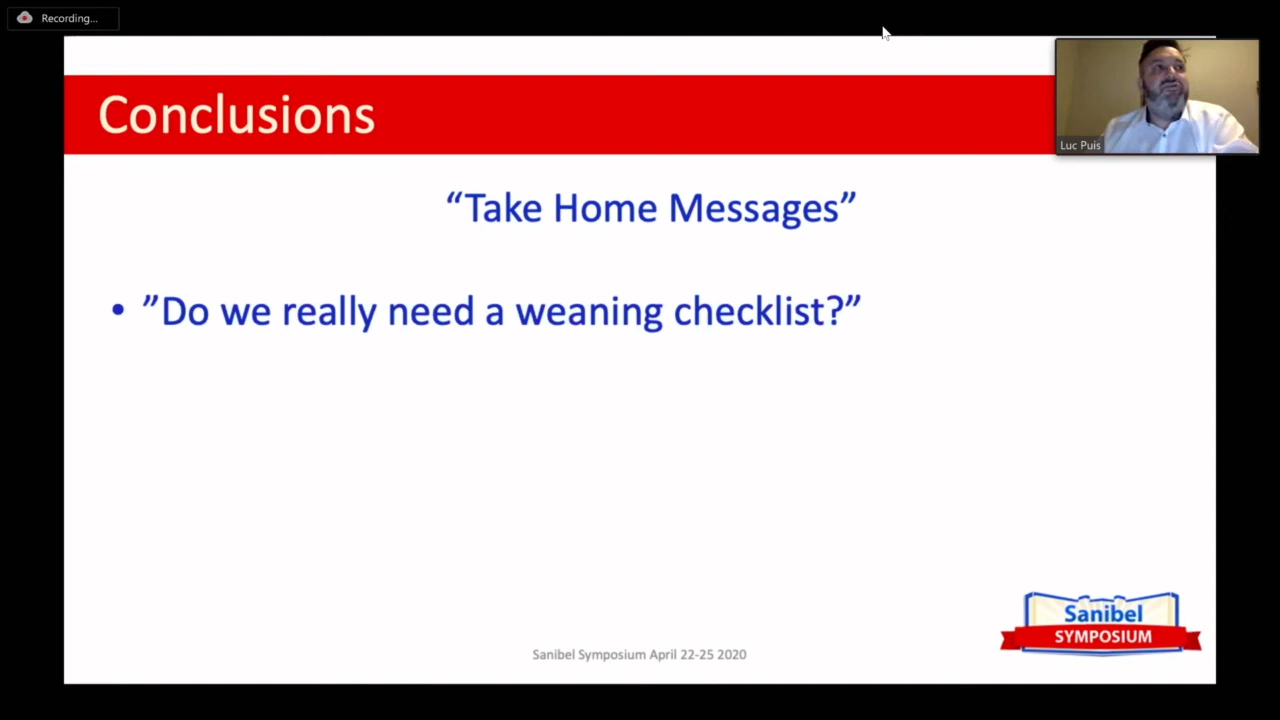 Recording...
Conclusions
Luc Puis
“Take Home Messages”
• ”Do we really need a weaning checklist?”
Sanibel
SYMPOSIUM
Sanibel Symposium April 22-25 2020